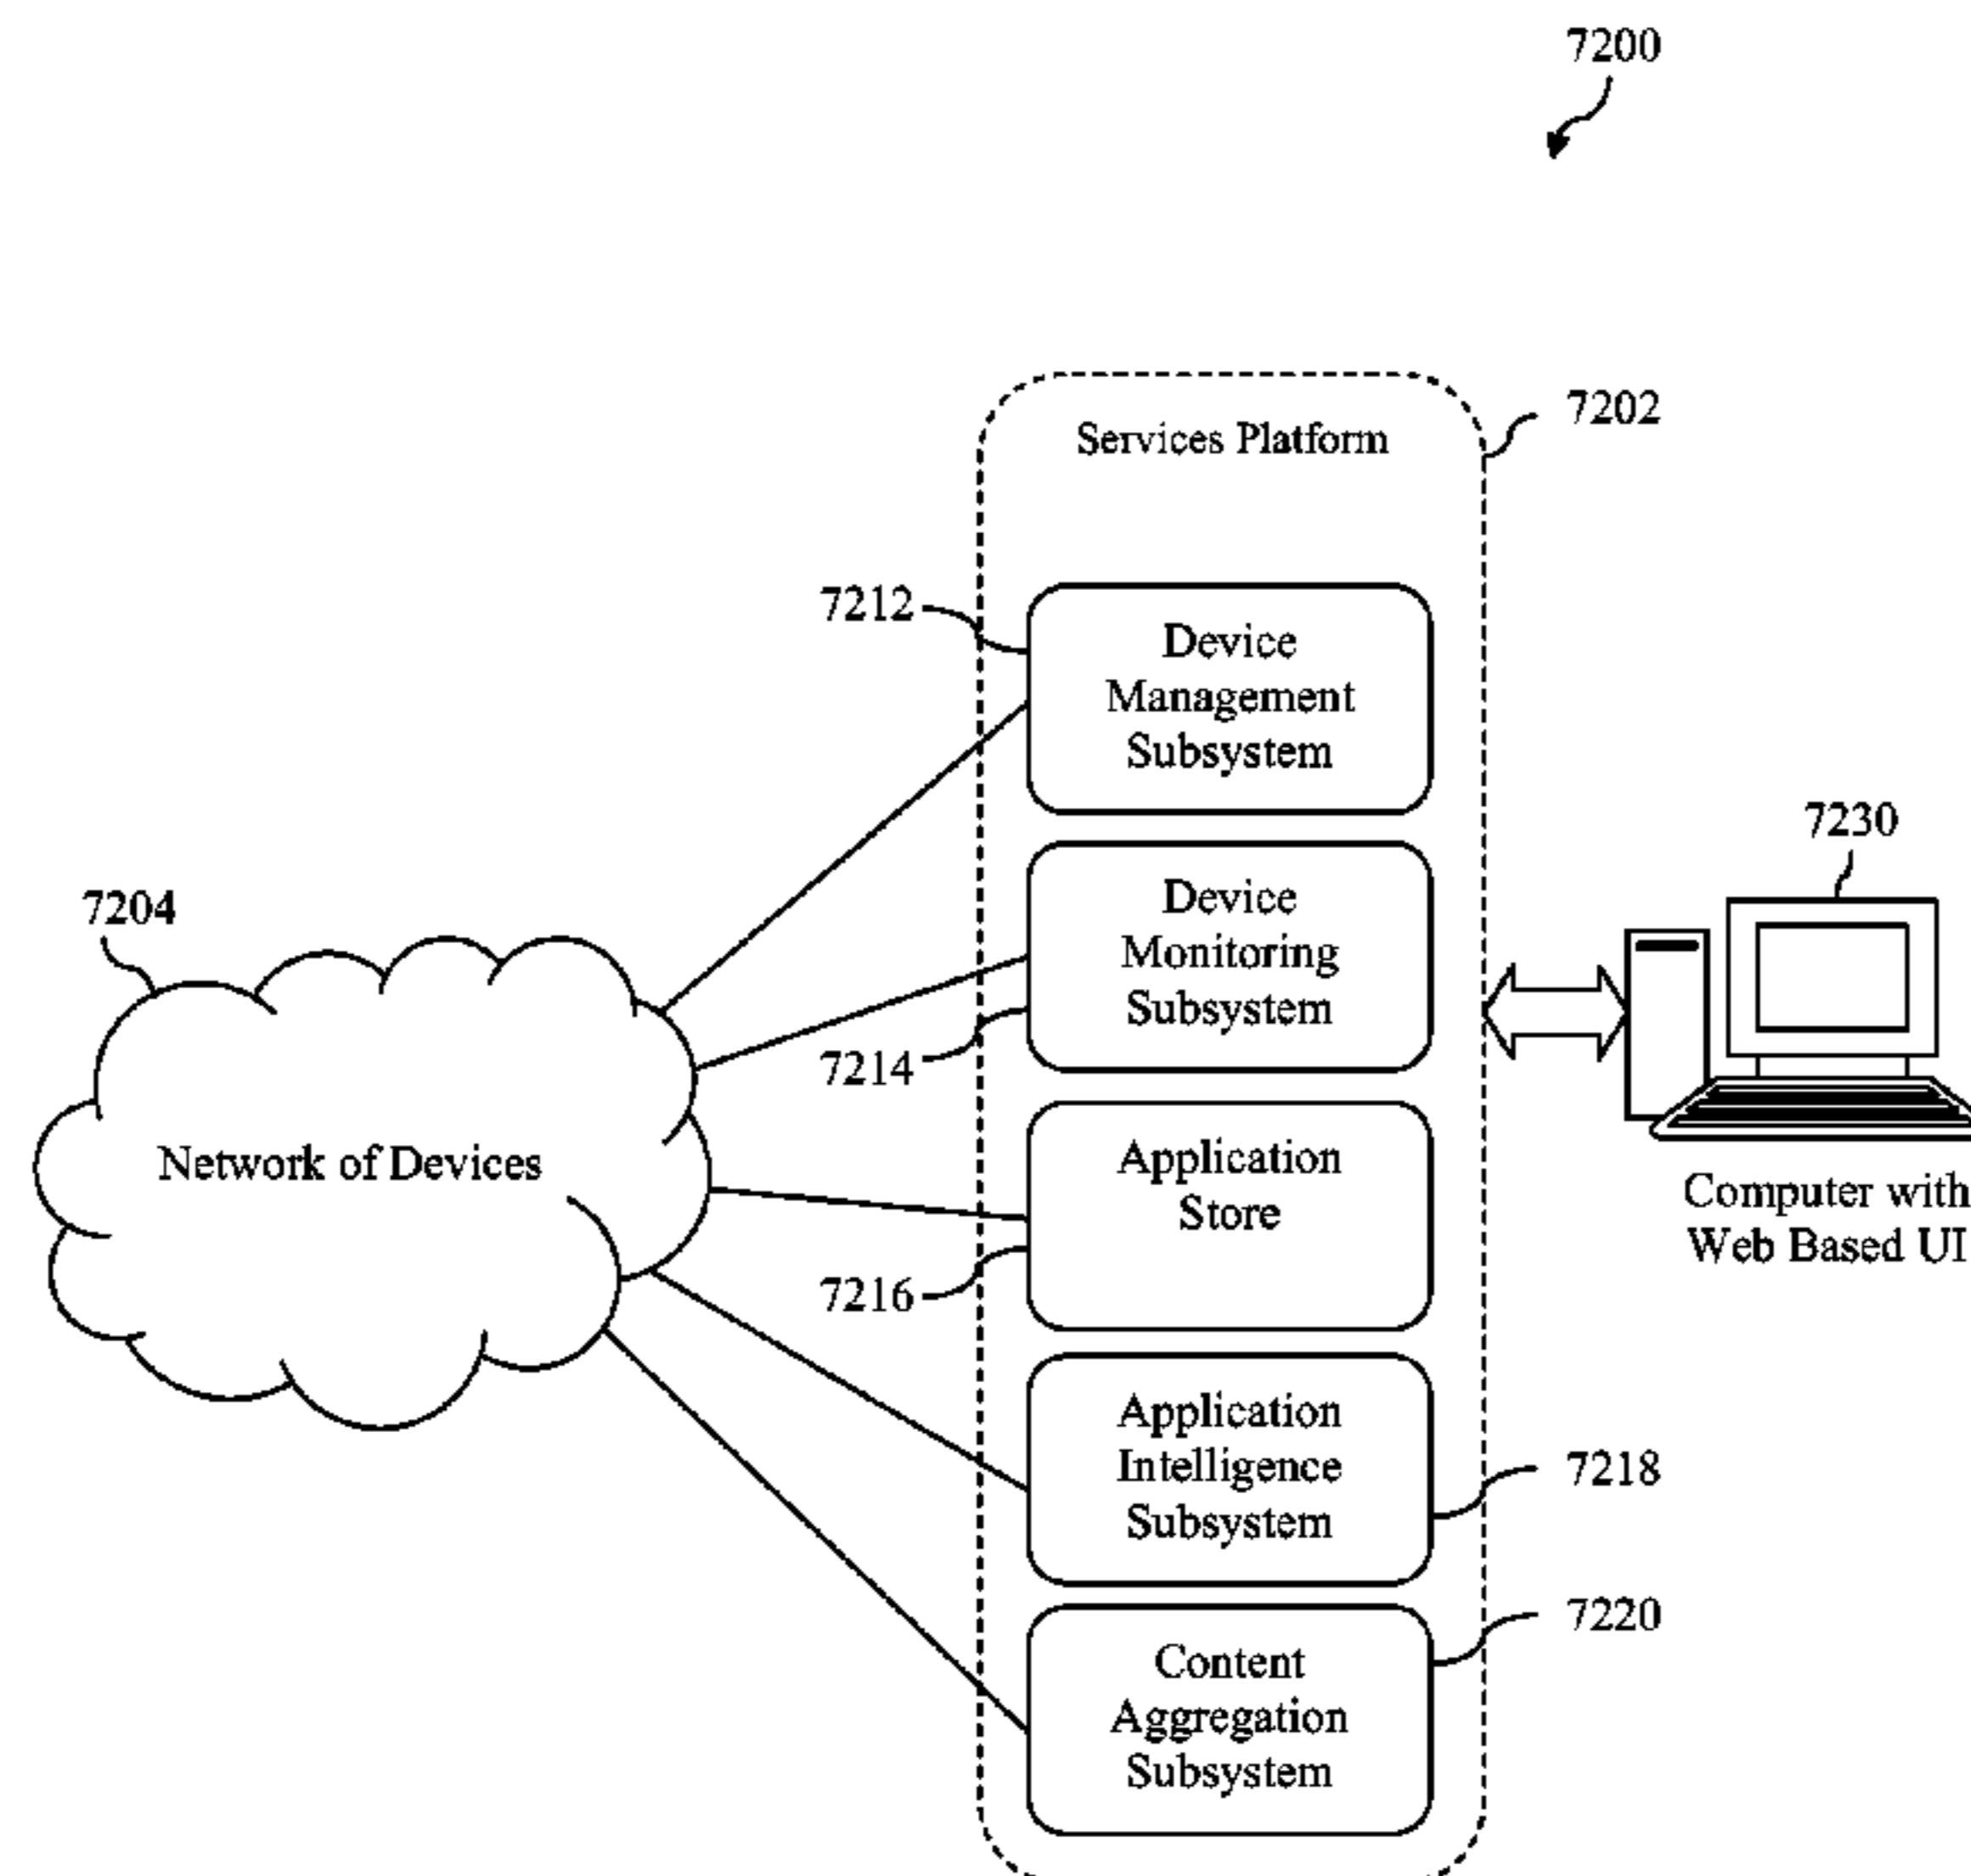 7200
7202
Services Platform
7212
Device
Management
Subsystem
7230
7204
Device
Monitoring
Subsystem
7214
Network of Devices
Application
Store
Computer with
Web Based UI
7216
Application
Intelligence
Subsystem
7218
7220
Content
Aggregation
Subsystem